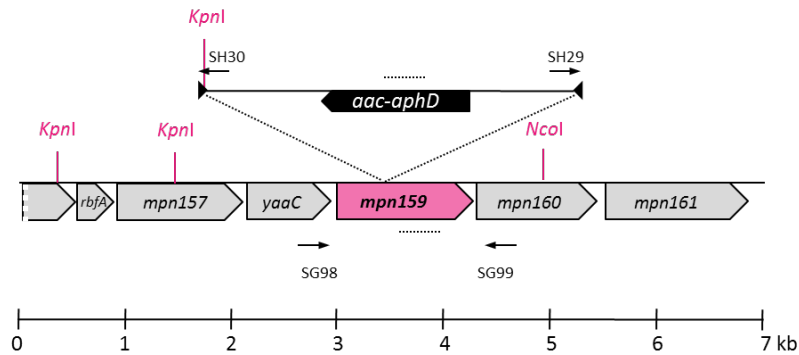 KpnI
SH30
SH29
aac-aphD
KpnI
KpnI
NcoI
rbfA
mpn157
yaaC
mpn159
mpn160
mpn161
SG98
SG99
0 1 2 3 4 5 6 7 kb